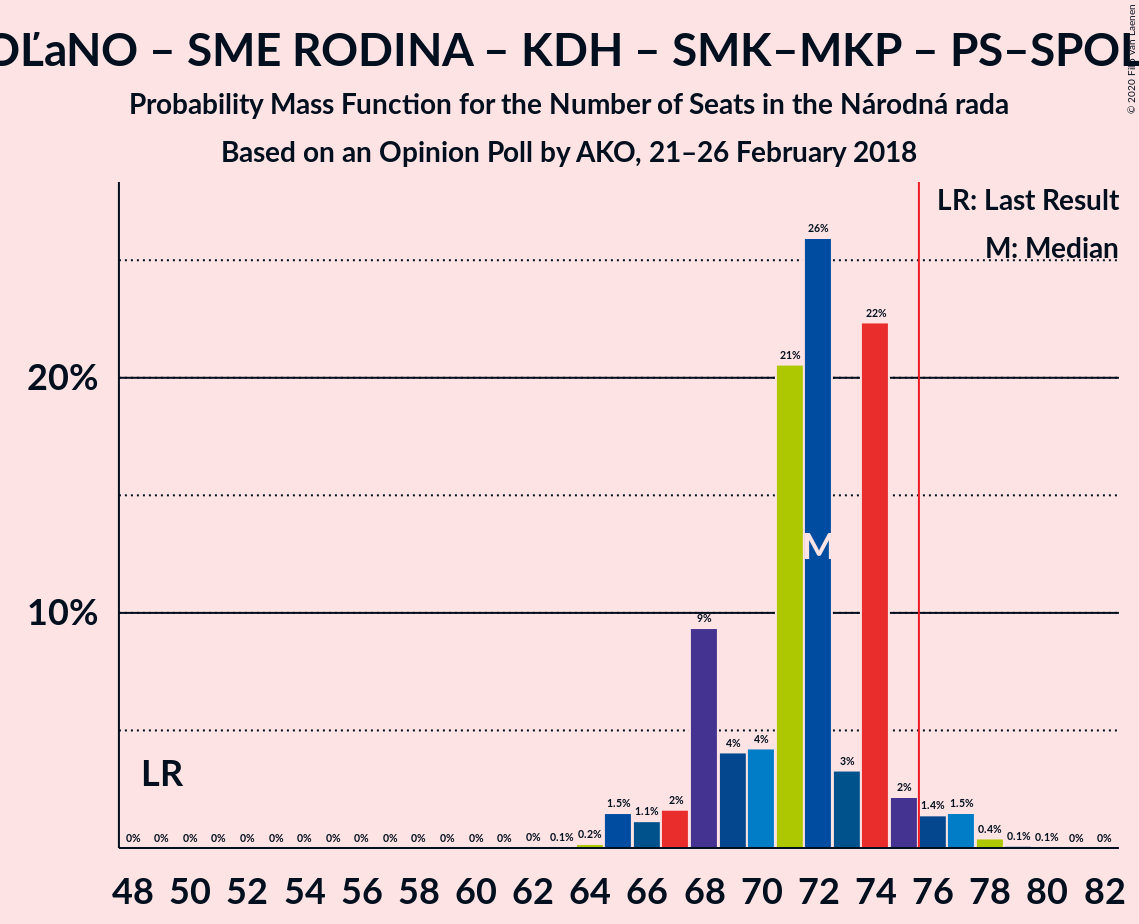 OĽaNO – SME RODINA – KDH – SMK–MKP – PS–SPOL
Probability Mass Function for the Number of Seats in the Národná rada
Based on an Opinion Poll by AKO, 21–26 February 2018
© 2020 Filip van Laenen
LR: Last Result
M: Median
26%
22%
21%
20%
M
10%
9%
4% 4%
3%
LR
2%
1.5% 1.1% 2% 1.4% 1.5%
0% 0% 0% 0% 0% 0% 0% 0% 0% 0% 0% 0% 0% 0% 0% 0.1% 0.2% 0.4% 0.1% 0.1% 0% 0%
48 50 52 54 56 58 60 62 64 66 68 70 72 74 76 78 80 82